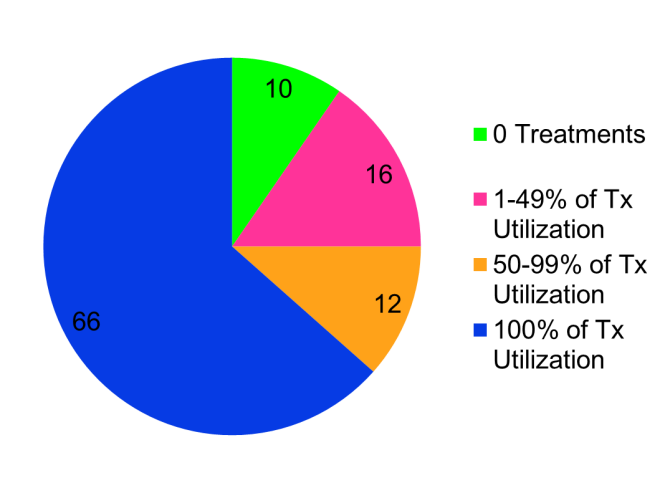 10
16
12
66
0 Treatments
1-49% of Tx
Utilization
50-99% of Tx
Utilization
100% of Tx
Utilization